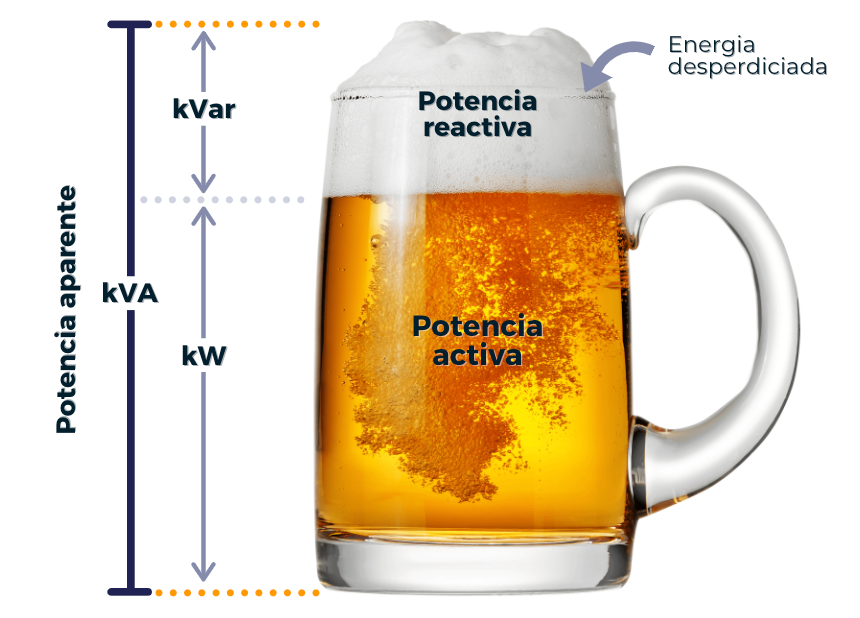 Energia
desperdiciada
Potencia
reactiva
kVar
Potencia aparente
kVA
kW
Potencia
activa